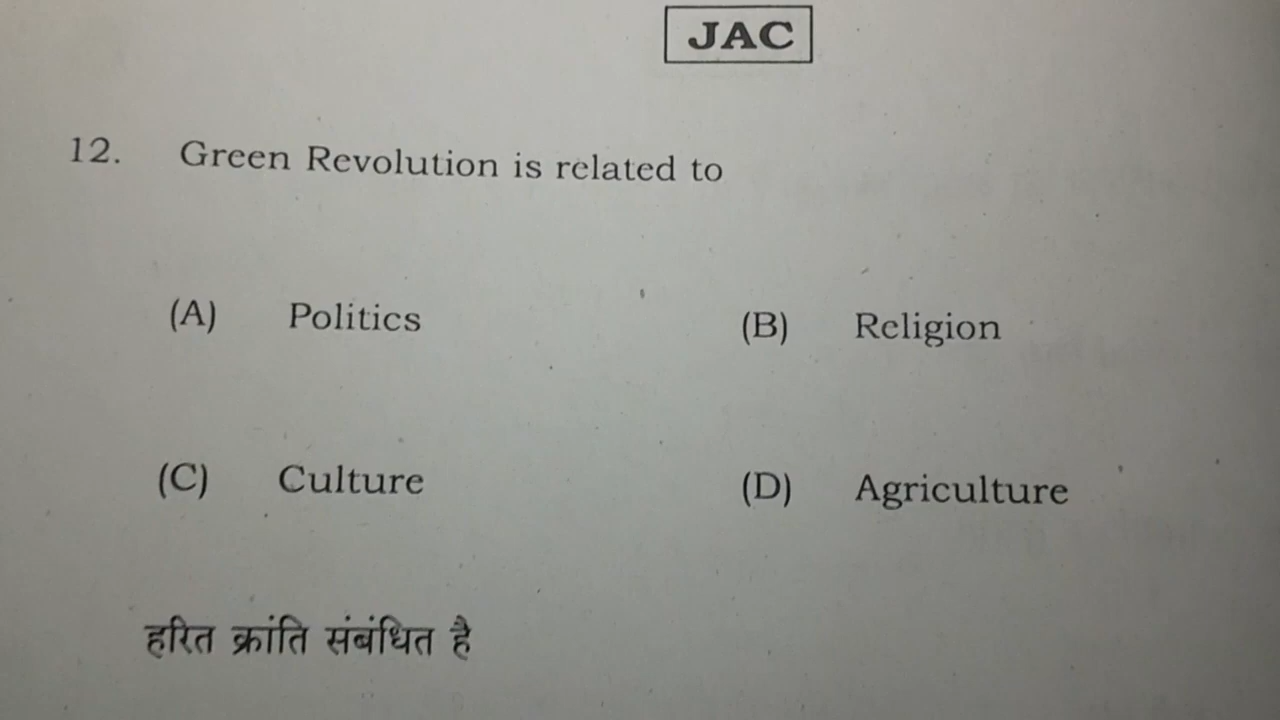 JAC
12. Green Revolution is related to
(A) Politics (B) Religion
(C) Culture (D) Agriculture
हरित क्रांति संबंधित है